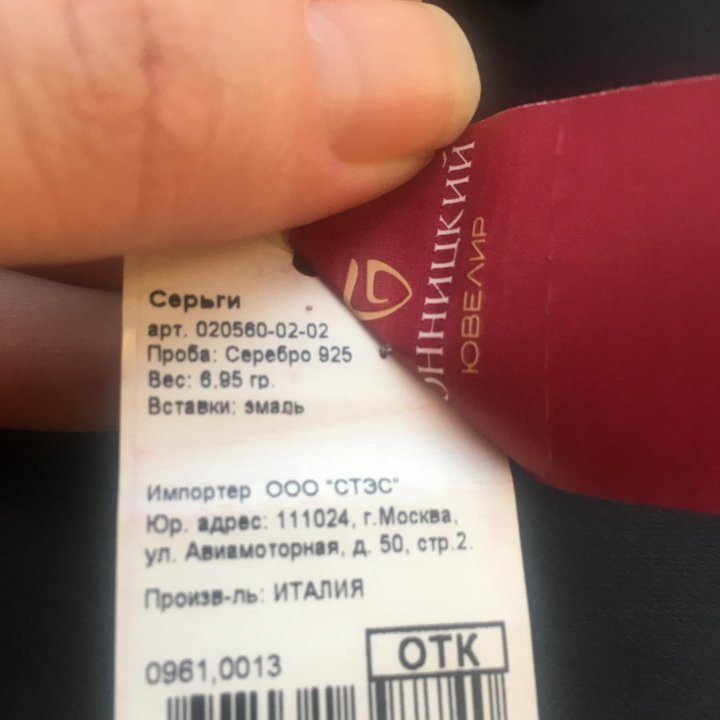 Серьги
арт. 020560-02-02
Проба: Серебро 925
Вес: 6,95 гр.
Вставки: эмаль
Импортер ООО "СТЭС"
Юр. адрес: 111024, г.Москва,
ул. Авиамоторная, д. 50, стр.2.
Произв-ль: ИТАЛИЯ
0961,0013
ОТК
ЮВЕЛИР